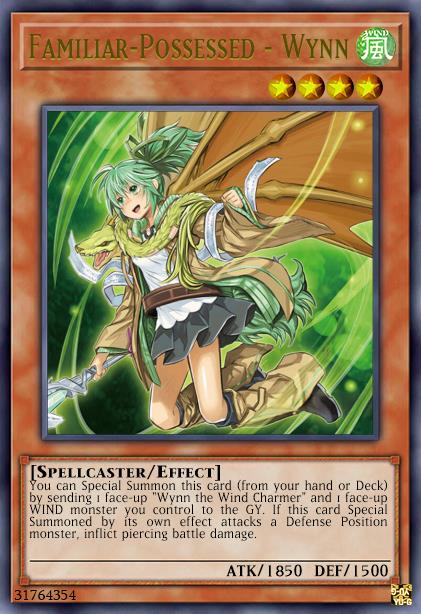 Familiar-Possessed - Wynn
WIND
風
[Spellcaster/Effect]
You can Special Summon this card (from your hand or Deck)
by sending 1 face-up "Wynn the Wind Charmer" and 1 face-up
WIND monster you control to the GY. If this card Special
Summoned by its own effect attacks a Defense Position
monster, inflict piercing battle damage.
ATK/1850 DEF/1500
31764354